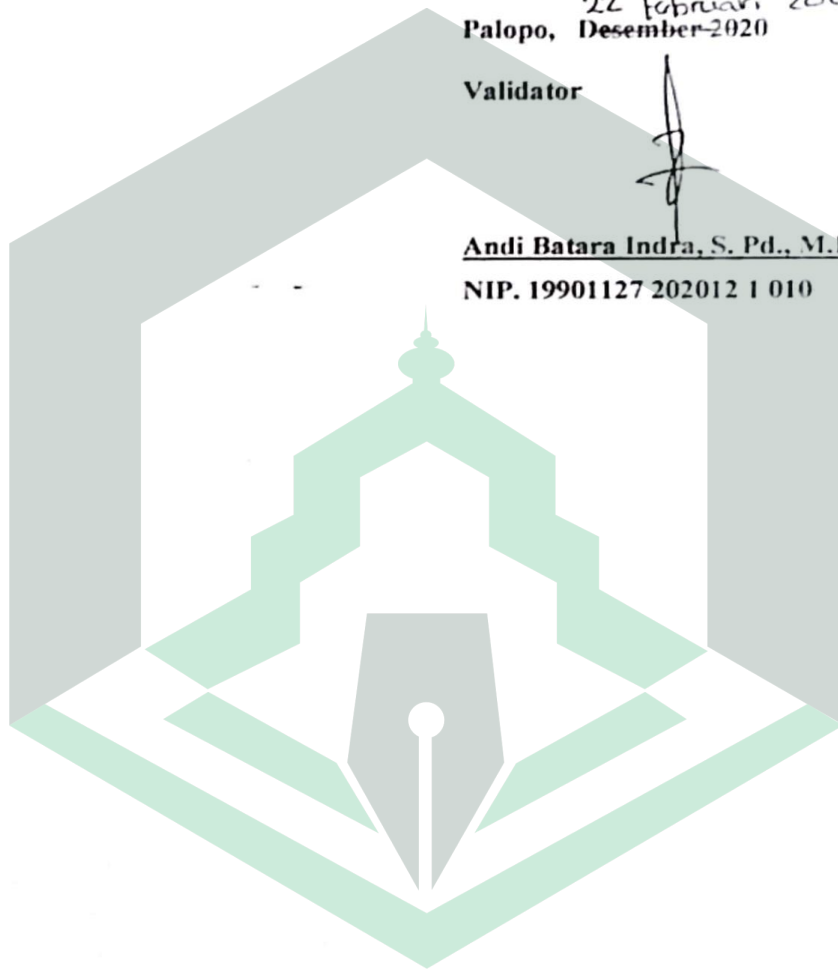 22 Februari
Palopo, Desember 2020
Validator
Andi Batara Indra, S. Pd., M.
NIP. 19901127 202012 1 010